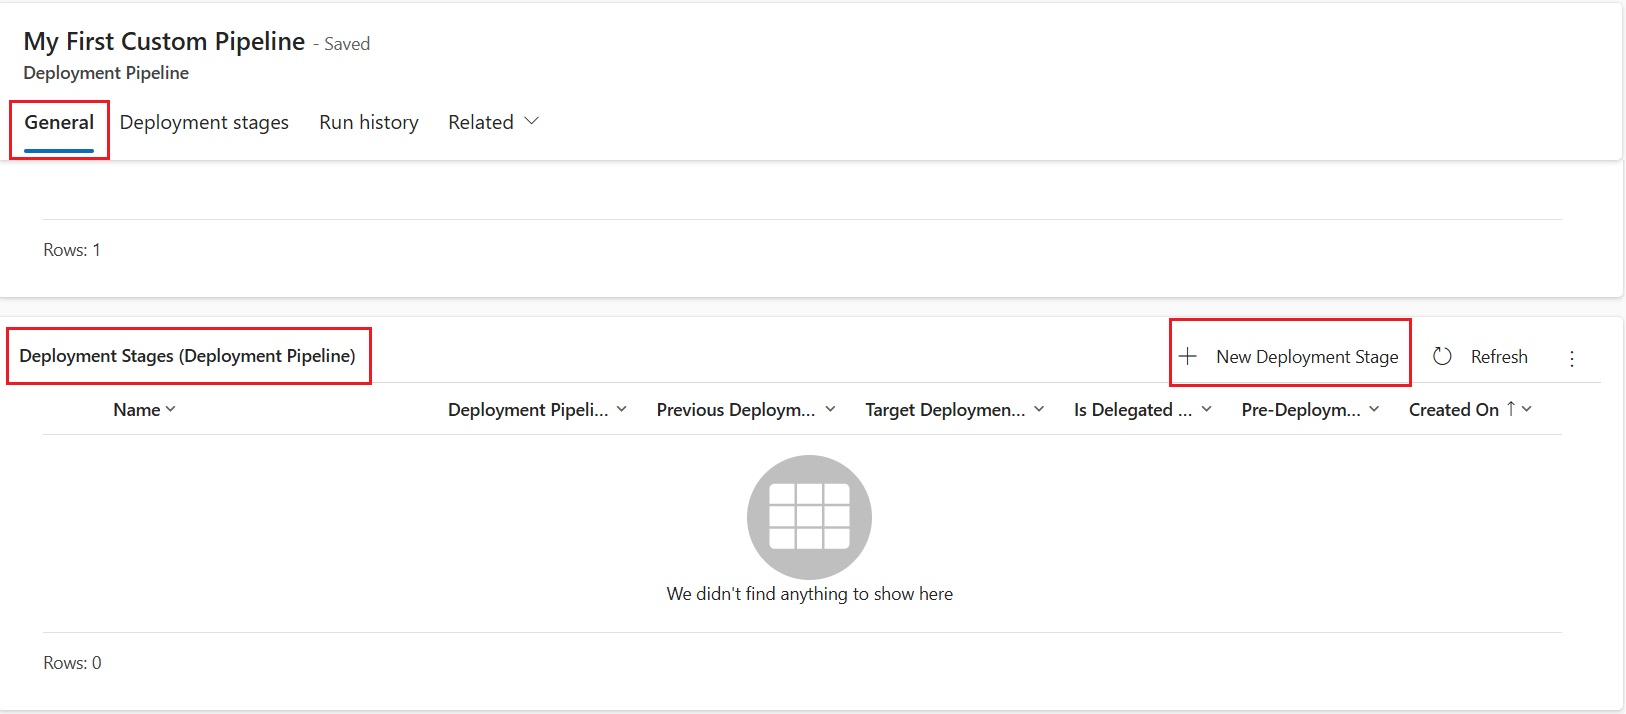 My First Custom Pipeline - Saved
Deployment Pipeline
General Deployment stages Run history Related
Rows: 1
Deployment Stages (Deployment Pipeline) New Deployment Stage Refresh
Name Deployment Pipeli... Previous Deploym... Target Deploymen... Is Delegated ... Pre-Deploym... Created On ↑
We didn't find anything to show here
Rows: 0